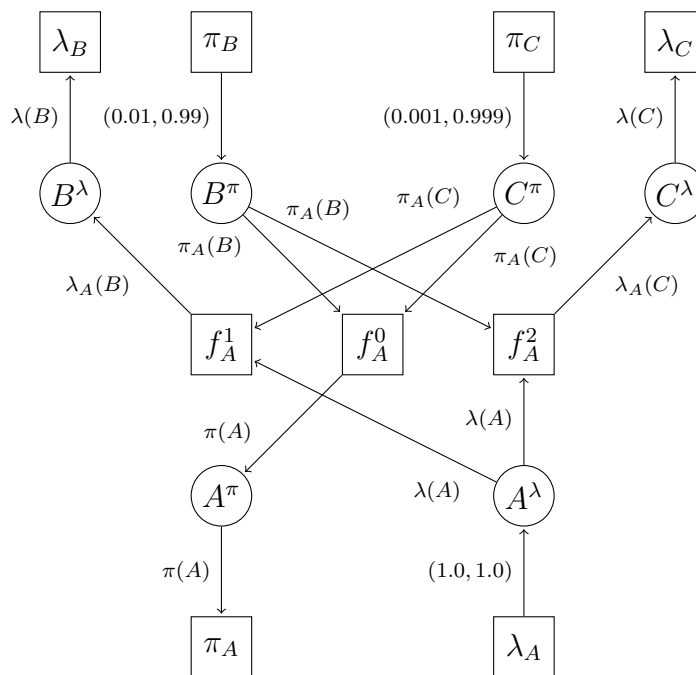 λ_B π_B π_C λ_C
λ(B) (0.01, 0.99) (0.001, 0.999) λ(C)
B^λ B^π C^π C^λ
π_A(B) π_A(C)
π_A(B) π_A(C)
λ_A(B) λ_A(C)
f_A^1 f_A^0 f_A^2
π(A) λ(A)
λ(A)
A^π A^λ
π(A) (1.0, 1.0)
π_A λ_A